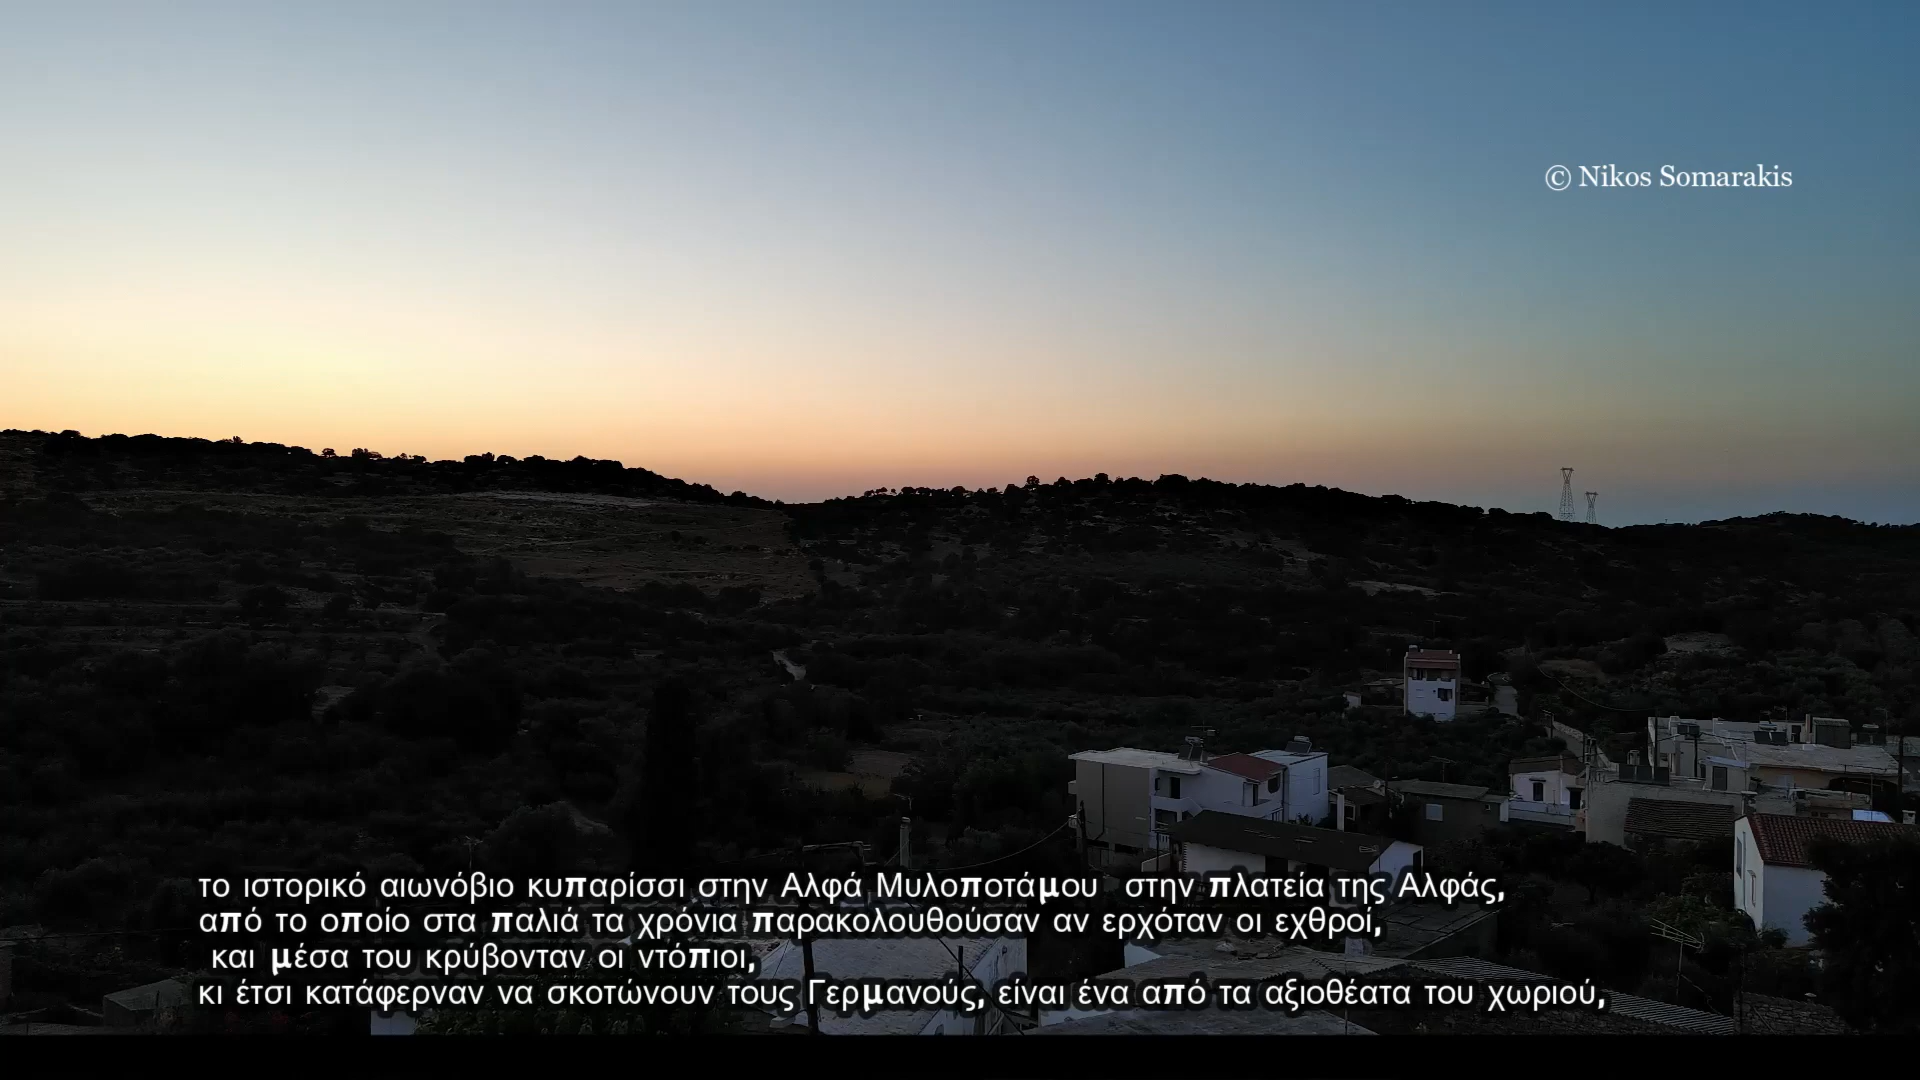 © Nikos Somarakis
το ιστορικό αιωνόβιο κυπαρίσσι στην Αλφά Μυλοποτάμου  στην πλατεία της Αλφάς,
από το οποίο στα παλιά τα χρόνια παρακολουθούσαν αν ερχόταν οι εχθροί,
και μέσα του κρύβονταν οι ντόπιοι,
κι έτσι κατάφερναν να σκοτώνουν τους Γερμανούς, είναι ένα από τα αξιοθέατα του χωριού,